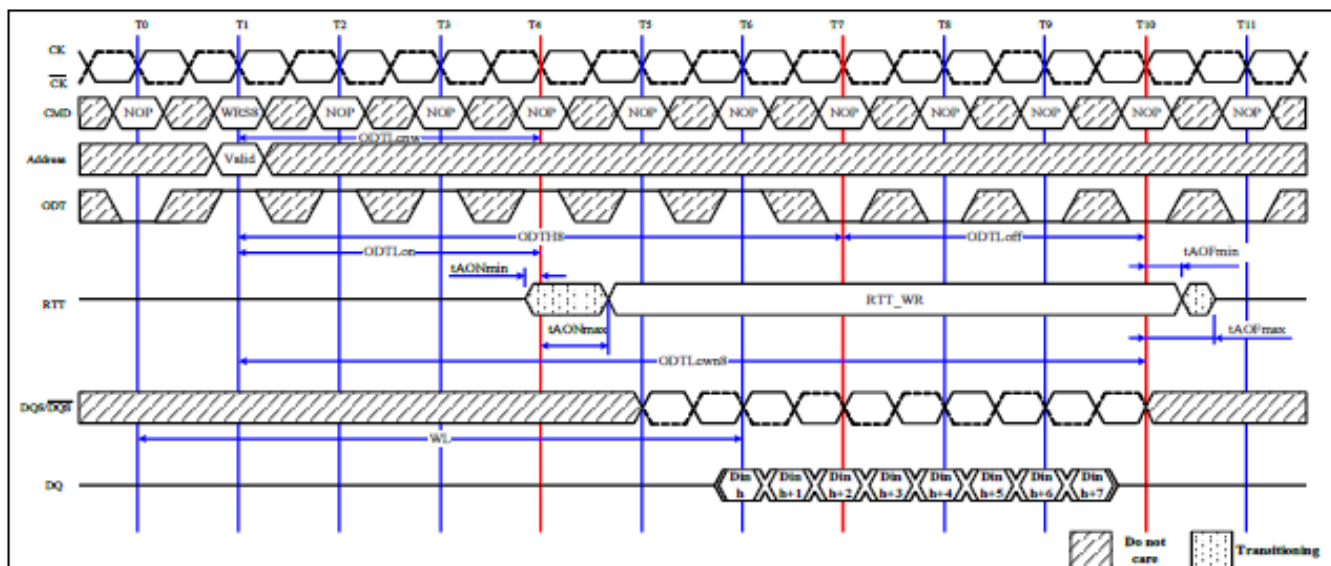 T0 T1 T2 T3 T4 T5 T6 T7 T8 T9 T10 T11
CK
CK
CMD NOP WRS8 NOP NOP NOP NOP NOP NOP NOP NOP NOP NOP
ODTLcnw
Address Valid
ODT
ODTH8 ODTLoff
ODTLon
tAONmin tAOFmin
RTT RTT_WR
tAONmax tAOFmax
ODTLcwn8
DQS/DQS
WL
DQ Din h Din h+1 Din h+2 Din h+3 Din h+4 Din h+5 Din h+6 Din h+7
Do not care Transitioning